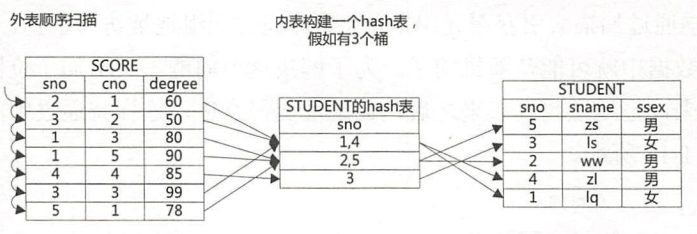 外表顺序扫描
内表构建一个hash表，
假如有3个桶
SCORE
sno cno degree
2 1 60
3 2 50
1 3 80
1 5 90
4 4 85
3 3 99
5 1 78
STUDENT的hash表
sno
1,4
2,5
3
STUDENT
sno sname ssex
5 zs 男
3 ls 女
2 ww 男
4 zl 男
1 lq 女